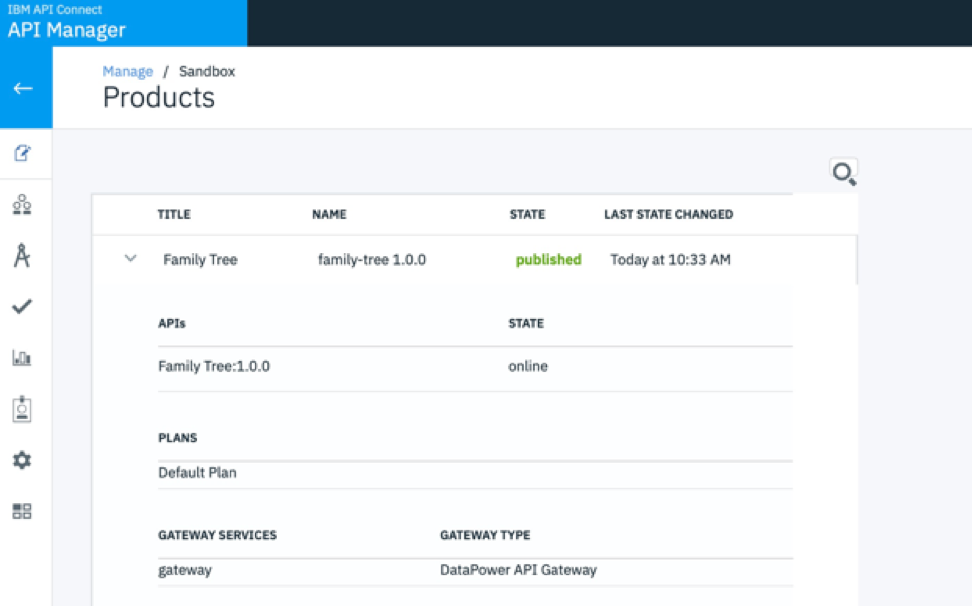 IBM API Connect
API Manager
Manage / Sandbox
Products
TITLE NAME STATE LAST STATE CHANGED
Family Tree family-tree 1.0.0 published Today at 10:33 AM
APIs STATE
Family Tree:1.0.0 online
PLANS
Default Plan
GATEWAY SERVICES GATEWAY TYPE
gateway DataPower API Gateway